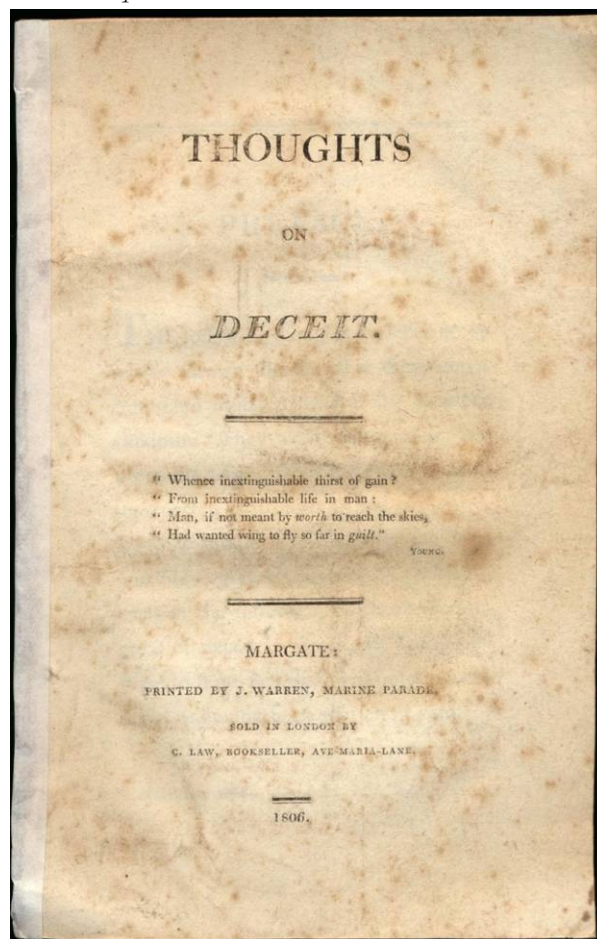 THOUGHTS
ON
DECEIT.
" Whence inextinguishable thirst of gain ?
" From inextinguishable life in man :
" Man, if not meant by worth to reach the skies,
" Had wanted wing to fly so far in guilt."
YOUNG.
MARGATE:
PRINTED BY J. WARREN, MARINE PARADE,
SOLD IN LONDON BY
C. LAW, BOOKSELLER, AVE-MARIA-LANE.
1806.